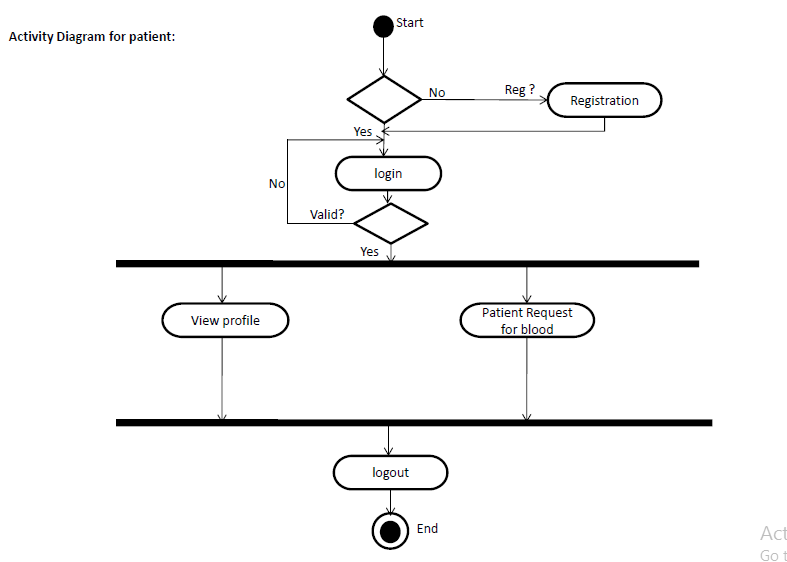 Start
Activity Diagram for patient:
No
Reg ?
Registration
Yes
login
No
Valid?
Yes
View profile
Patient Request
for blood
logout
End
Act
Go t